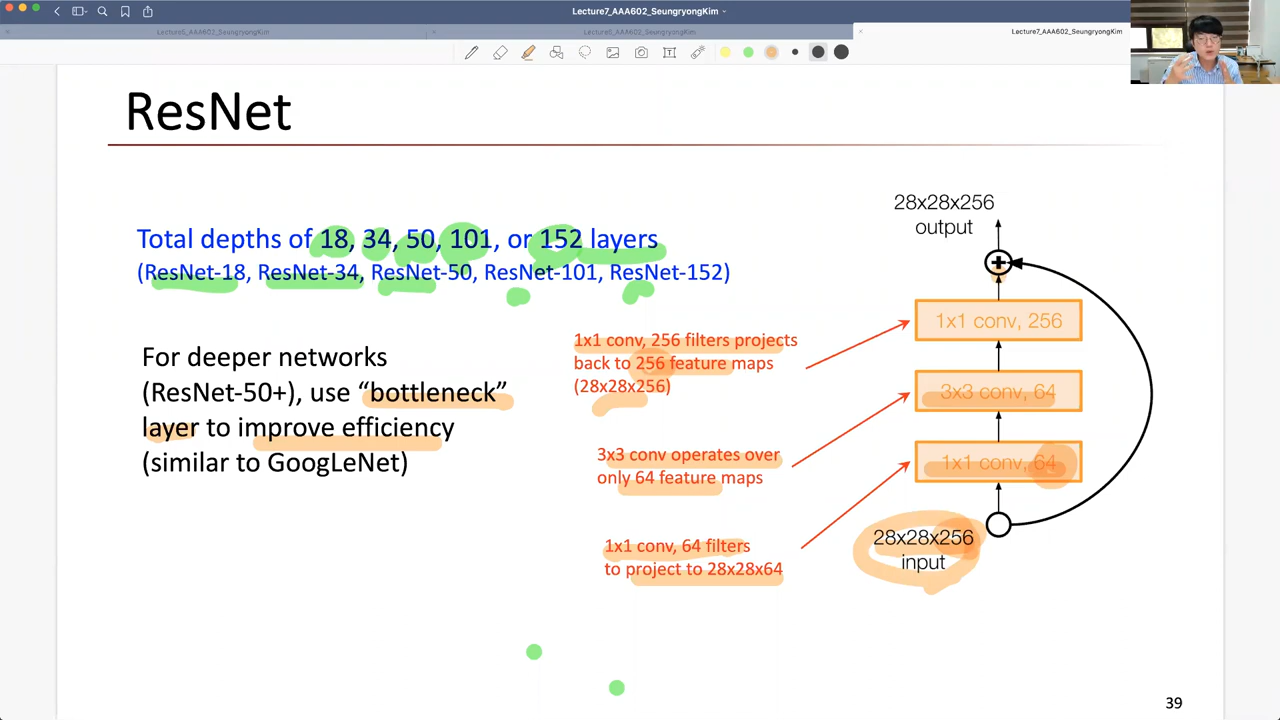 Lecture7_AAA602_SeungryongKim
Lecture5_AAA602_SeungryongKim
Lecture6_AAA602_SeungryongKim
Lecture7_AAA602_SeungryongKim
ResNet
Total depths of 18, 34, 50, 101, or 152 layers
(ResNet-18, ResNet-34, ResNet-50, ResNet-101, ResNet-152)
For deeper networks
(ResNet-50+), use “bottleneck”
layer to improve efficiency
(similar to GoogLeNet)
1x1 conv, 256 filters projects
back to 256 feature maps
(28x28x256)
3x3 conv operates over
only 64 feature maps
1x1 conv, 64 filters
to project to 28x28x64
28x28x256
output
1x1 conv, 256
3x3 conv, 64
1x1 conv, 64
28x28x256
input
39